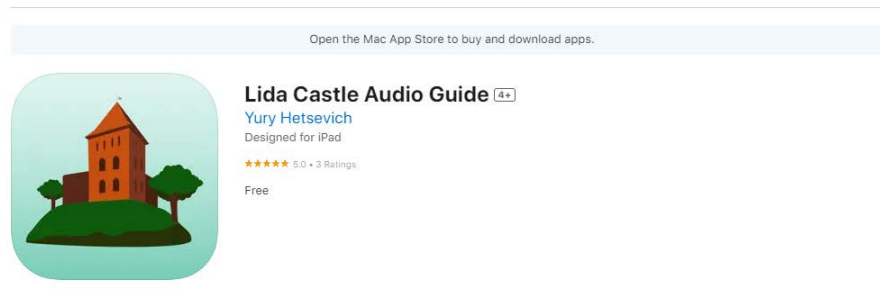 Open the Mac App Store to buy and download apps.
Lida Castle Audio Guide 4+
Yury Hetsevich
Designed for iPad
★★★★★ 5.0 • 3 Ratings
Free